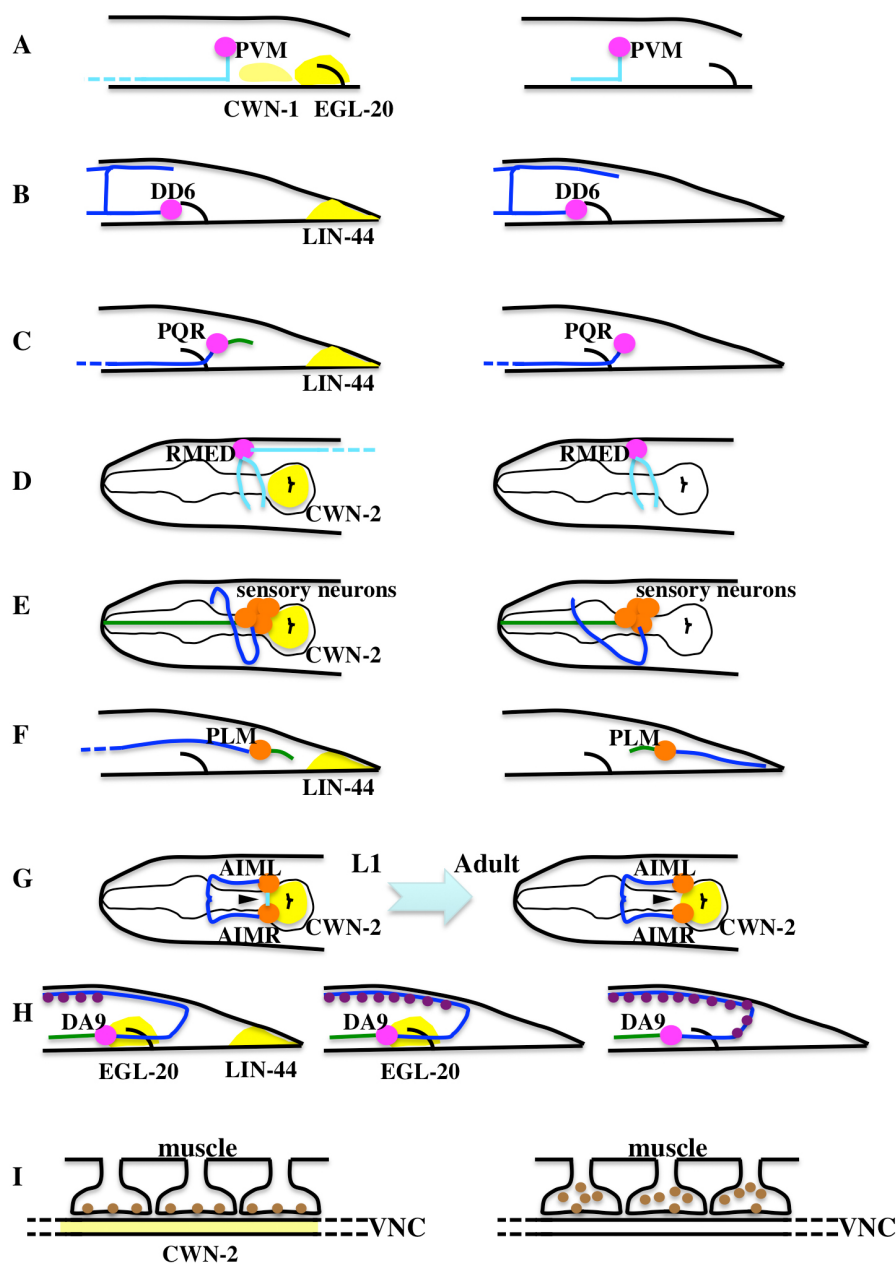 A PVM PVM
CWN-1 EGL-20
B DD6 DD6
LIN-44
C PQR PQR
LIN-44
D RMED RMED
CWN-2
E sensory neurons sensory neurons
CWN-2
F PLM PLM
LIN-44
G AIML L1 Adult AIML
CWN-2 CWN-2
AIMR AIMR
H DA9 DA9 DA9
EGL-20 LIN-44 EGL-20
muscle muscle
I
VNC VNC
CWN-2